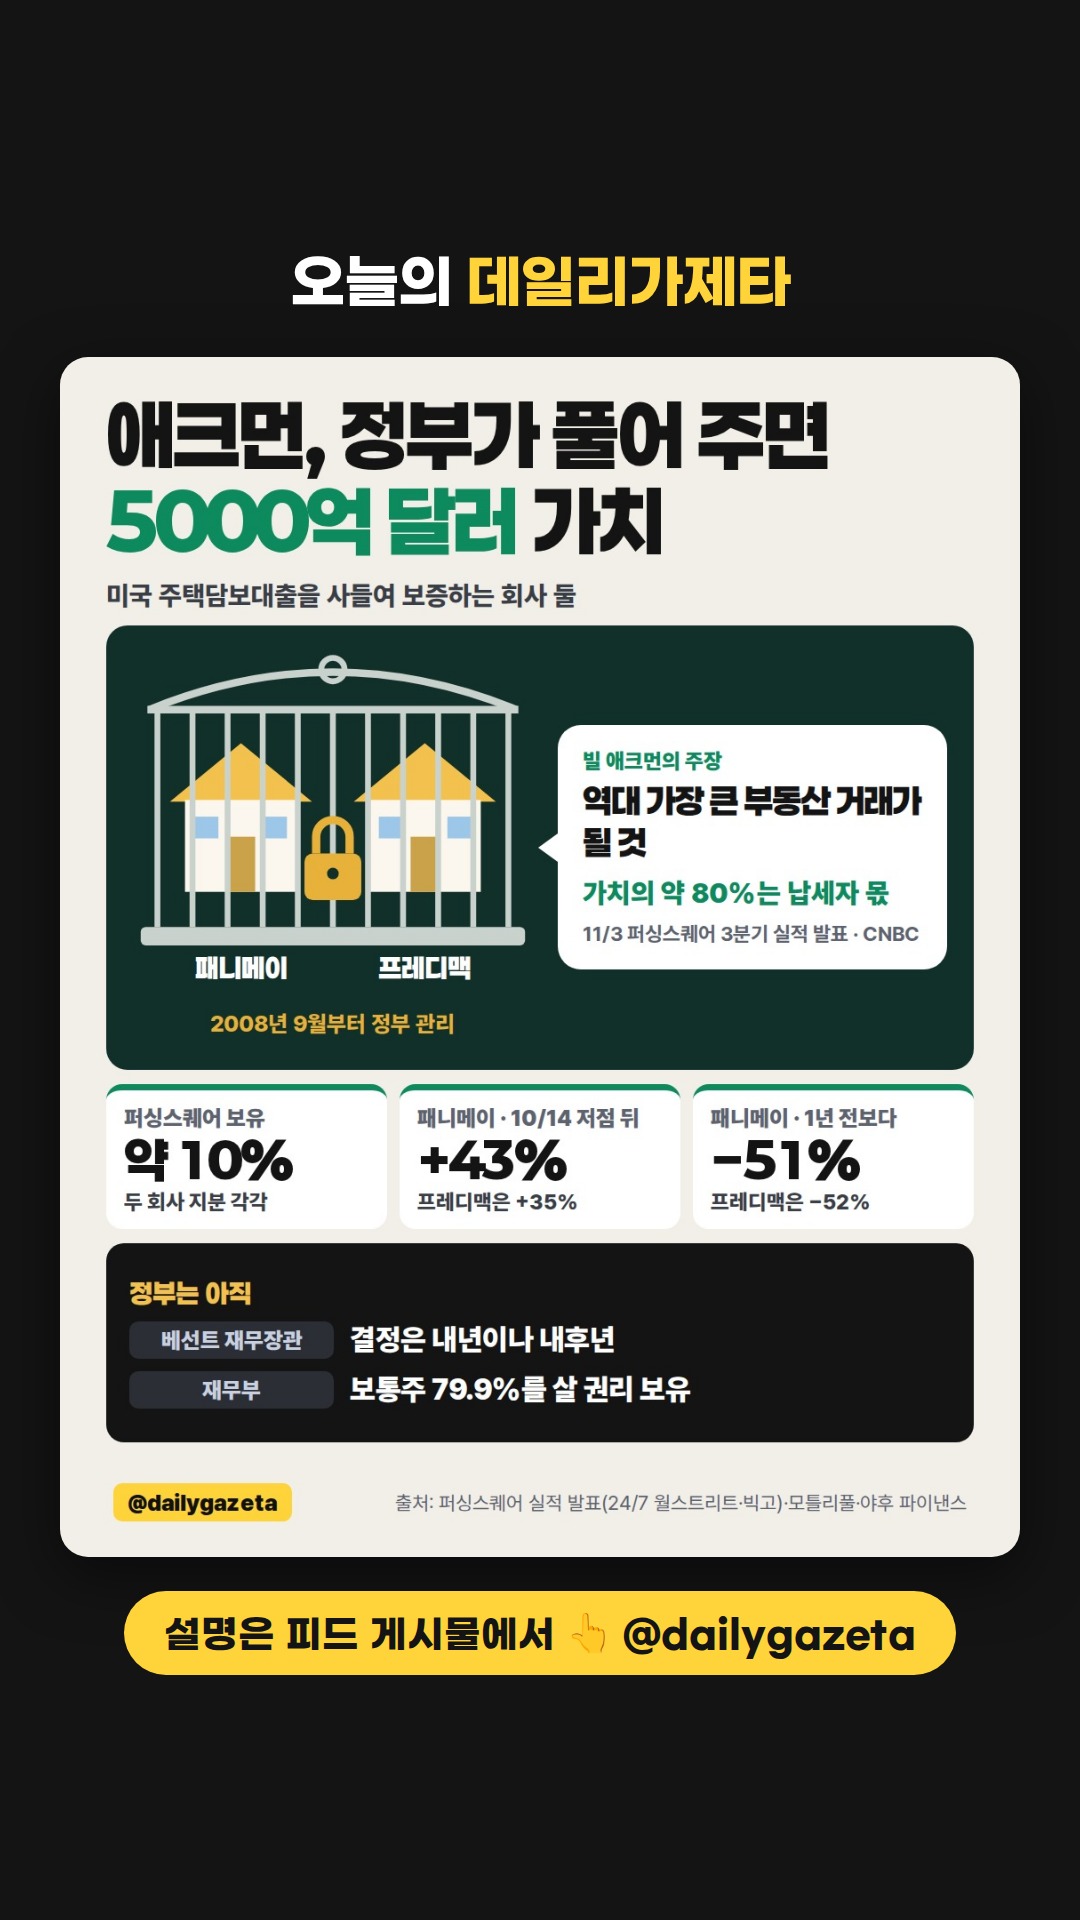 오늘의 데일리가제타
애크먼, 정부가 풀어 주면
5000억 달러 가치
미국 주택담보대출을 사들여 보증하는 회사 둘
빌 애크먼의 주장
역대 가장 큰 부동산 거래가
될 것
가치의 약 80%는 납세자 몫
11/3 퍼싱스퀘어 3분기 실적 발표 · CNBC
패니메이
프레디맥
2008년 9월부터 정부 관리
퍼싱스퀘어 보유
약 10%
두 회사 지분 각각
패니메이 · 10/14 저점 뒤
+43%
프레디맥은 +35%
패니메이 · 1년 전보다
−51%
프레디맥은 −52%
정부는 아직
베선트 재무장관 결정은 내년이나 내후년
재무부 보통주 79.9%를 살 권리 보유
@dailygazeta
출처: 퍼싱스퀘어 실적 발표(24/7 월스트리트·빅고)·모틀리풀·야후 파이낸스
설명은 피드 게시물에서 👆 @dailygazeta